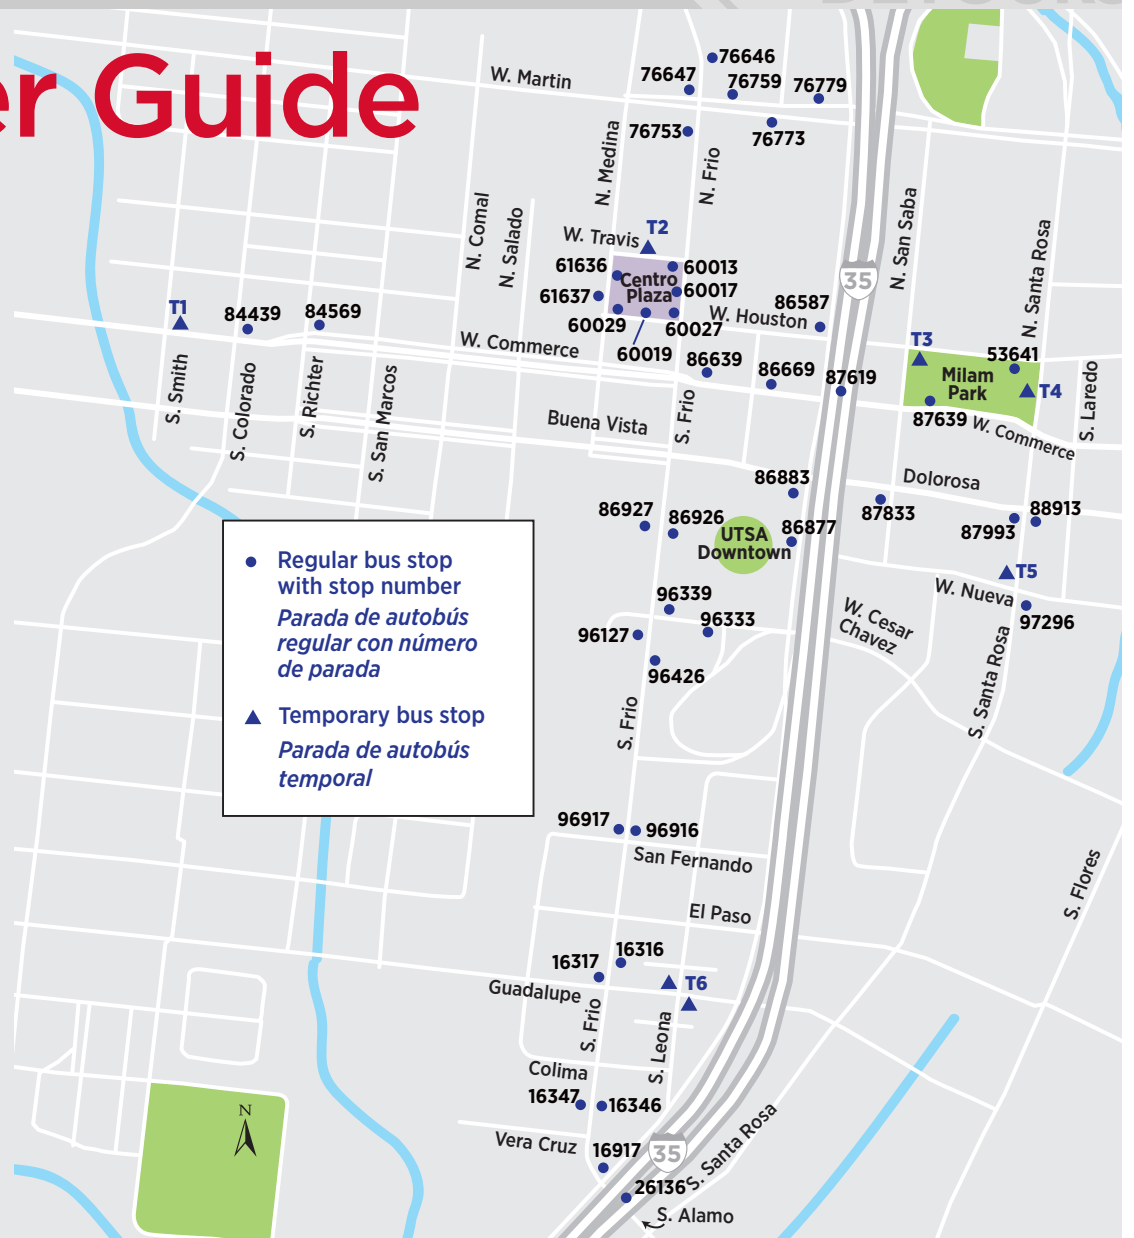 er Guide
W. Martin
76646
76647
76759
76779
76753
76773
N. Medina
N. Frio
N. Comal
N. Salado
N. San Saba
N. Santa Rosa
W. Travis
T2
61636
60013
Centro
Plaza
60017
61637
60029
60027
60019
W. Houston
86587
35
T1
84439
84569
W. Commerce
86639
86669
87619
T3
53641
Milam
Park
T4
87639
W. Commerce
S. Laredo
S. Smith
S. Colorado
S. Richter
S. San Marcos
Buena Vista
S. Frio
Dolorosa
86883
87833
88913
87993
86927
86926
UTSA
Downtown
86877
T5
W. Nueva
97296
96339
96333
96127
96426
W. Cesar
Chavez
S. Santa Rosa
S. Frio
Regular bus stop
with stop number
Parada de autobús
regular con número
de parada
Temporary bus stop
Parada de autobús
temporal
96917
96916
San Fernando
El Paso
S. Flores
16316
16317
T6
Guadalupe
S. Frio
S. Leona
Colima
16347
16346
N
Vera Cruz
16917
35
S. Santa Rosa
26136
S. Alamo